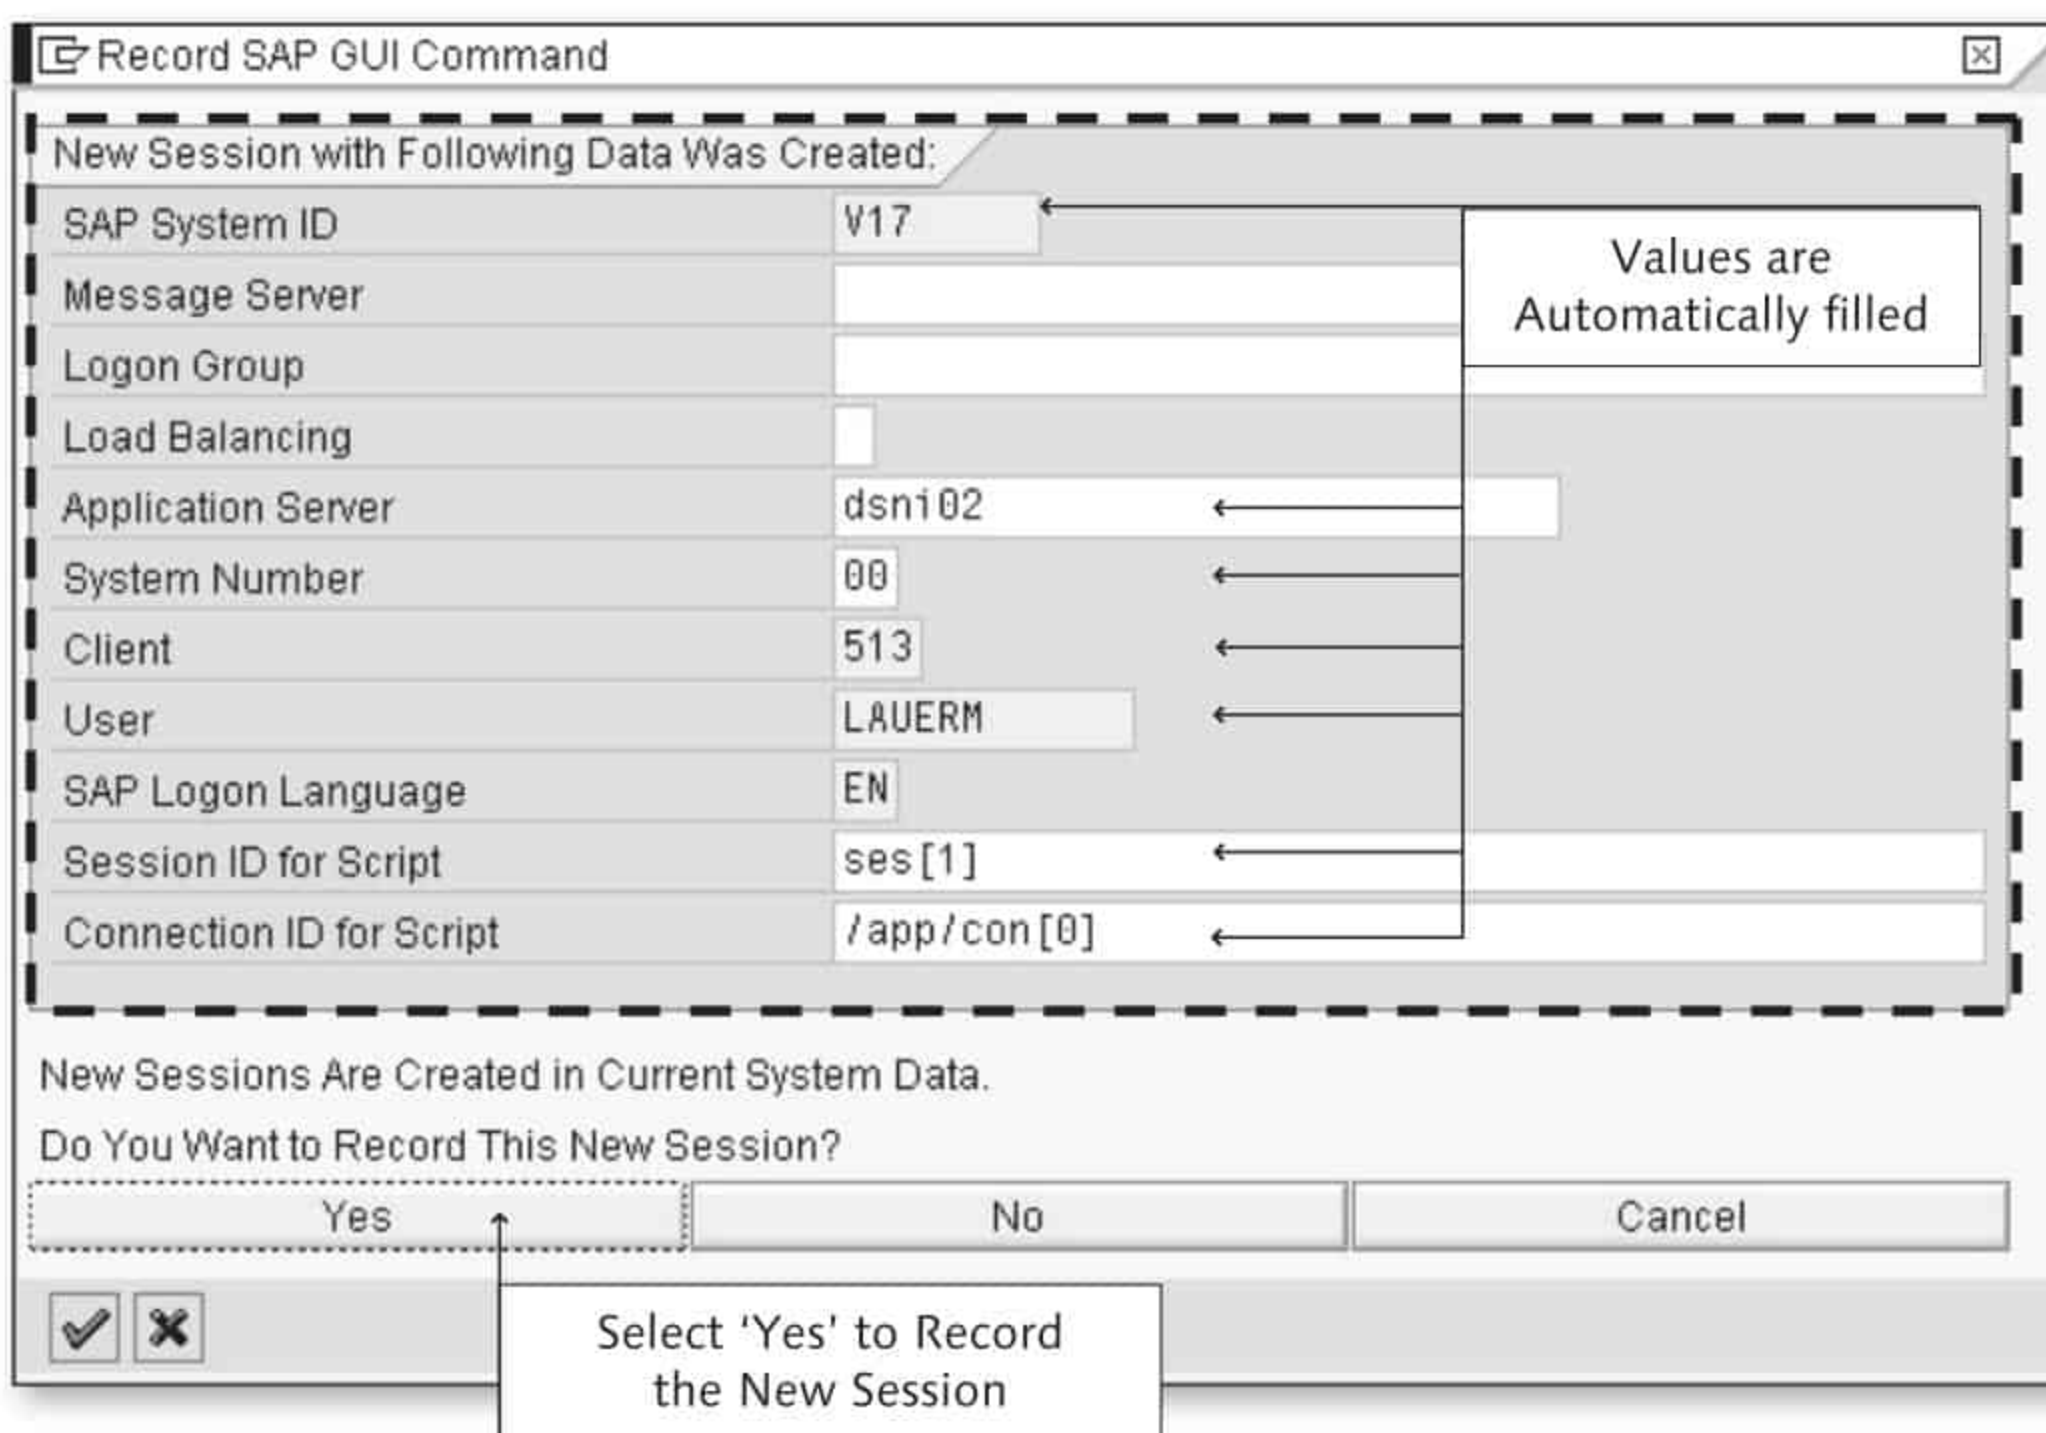 Record SAP GUI Command
New Session with Following Data Was Created:
SAP System ID V17
Message Server
Logon Group
Values are
Automatically filled
Load Balancing
Application Server dsni02
System Number 00
Client 513
User LAUERM
SAP Logon Language EN
Session ID for Script ses[1]
Connection ID for Script /app/con[0]
New Sessions Are Created in Current System Data.
Do You Want to Record This New Session?
Yes No Cancel
Select ‘Yes’ to Record
the New Session